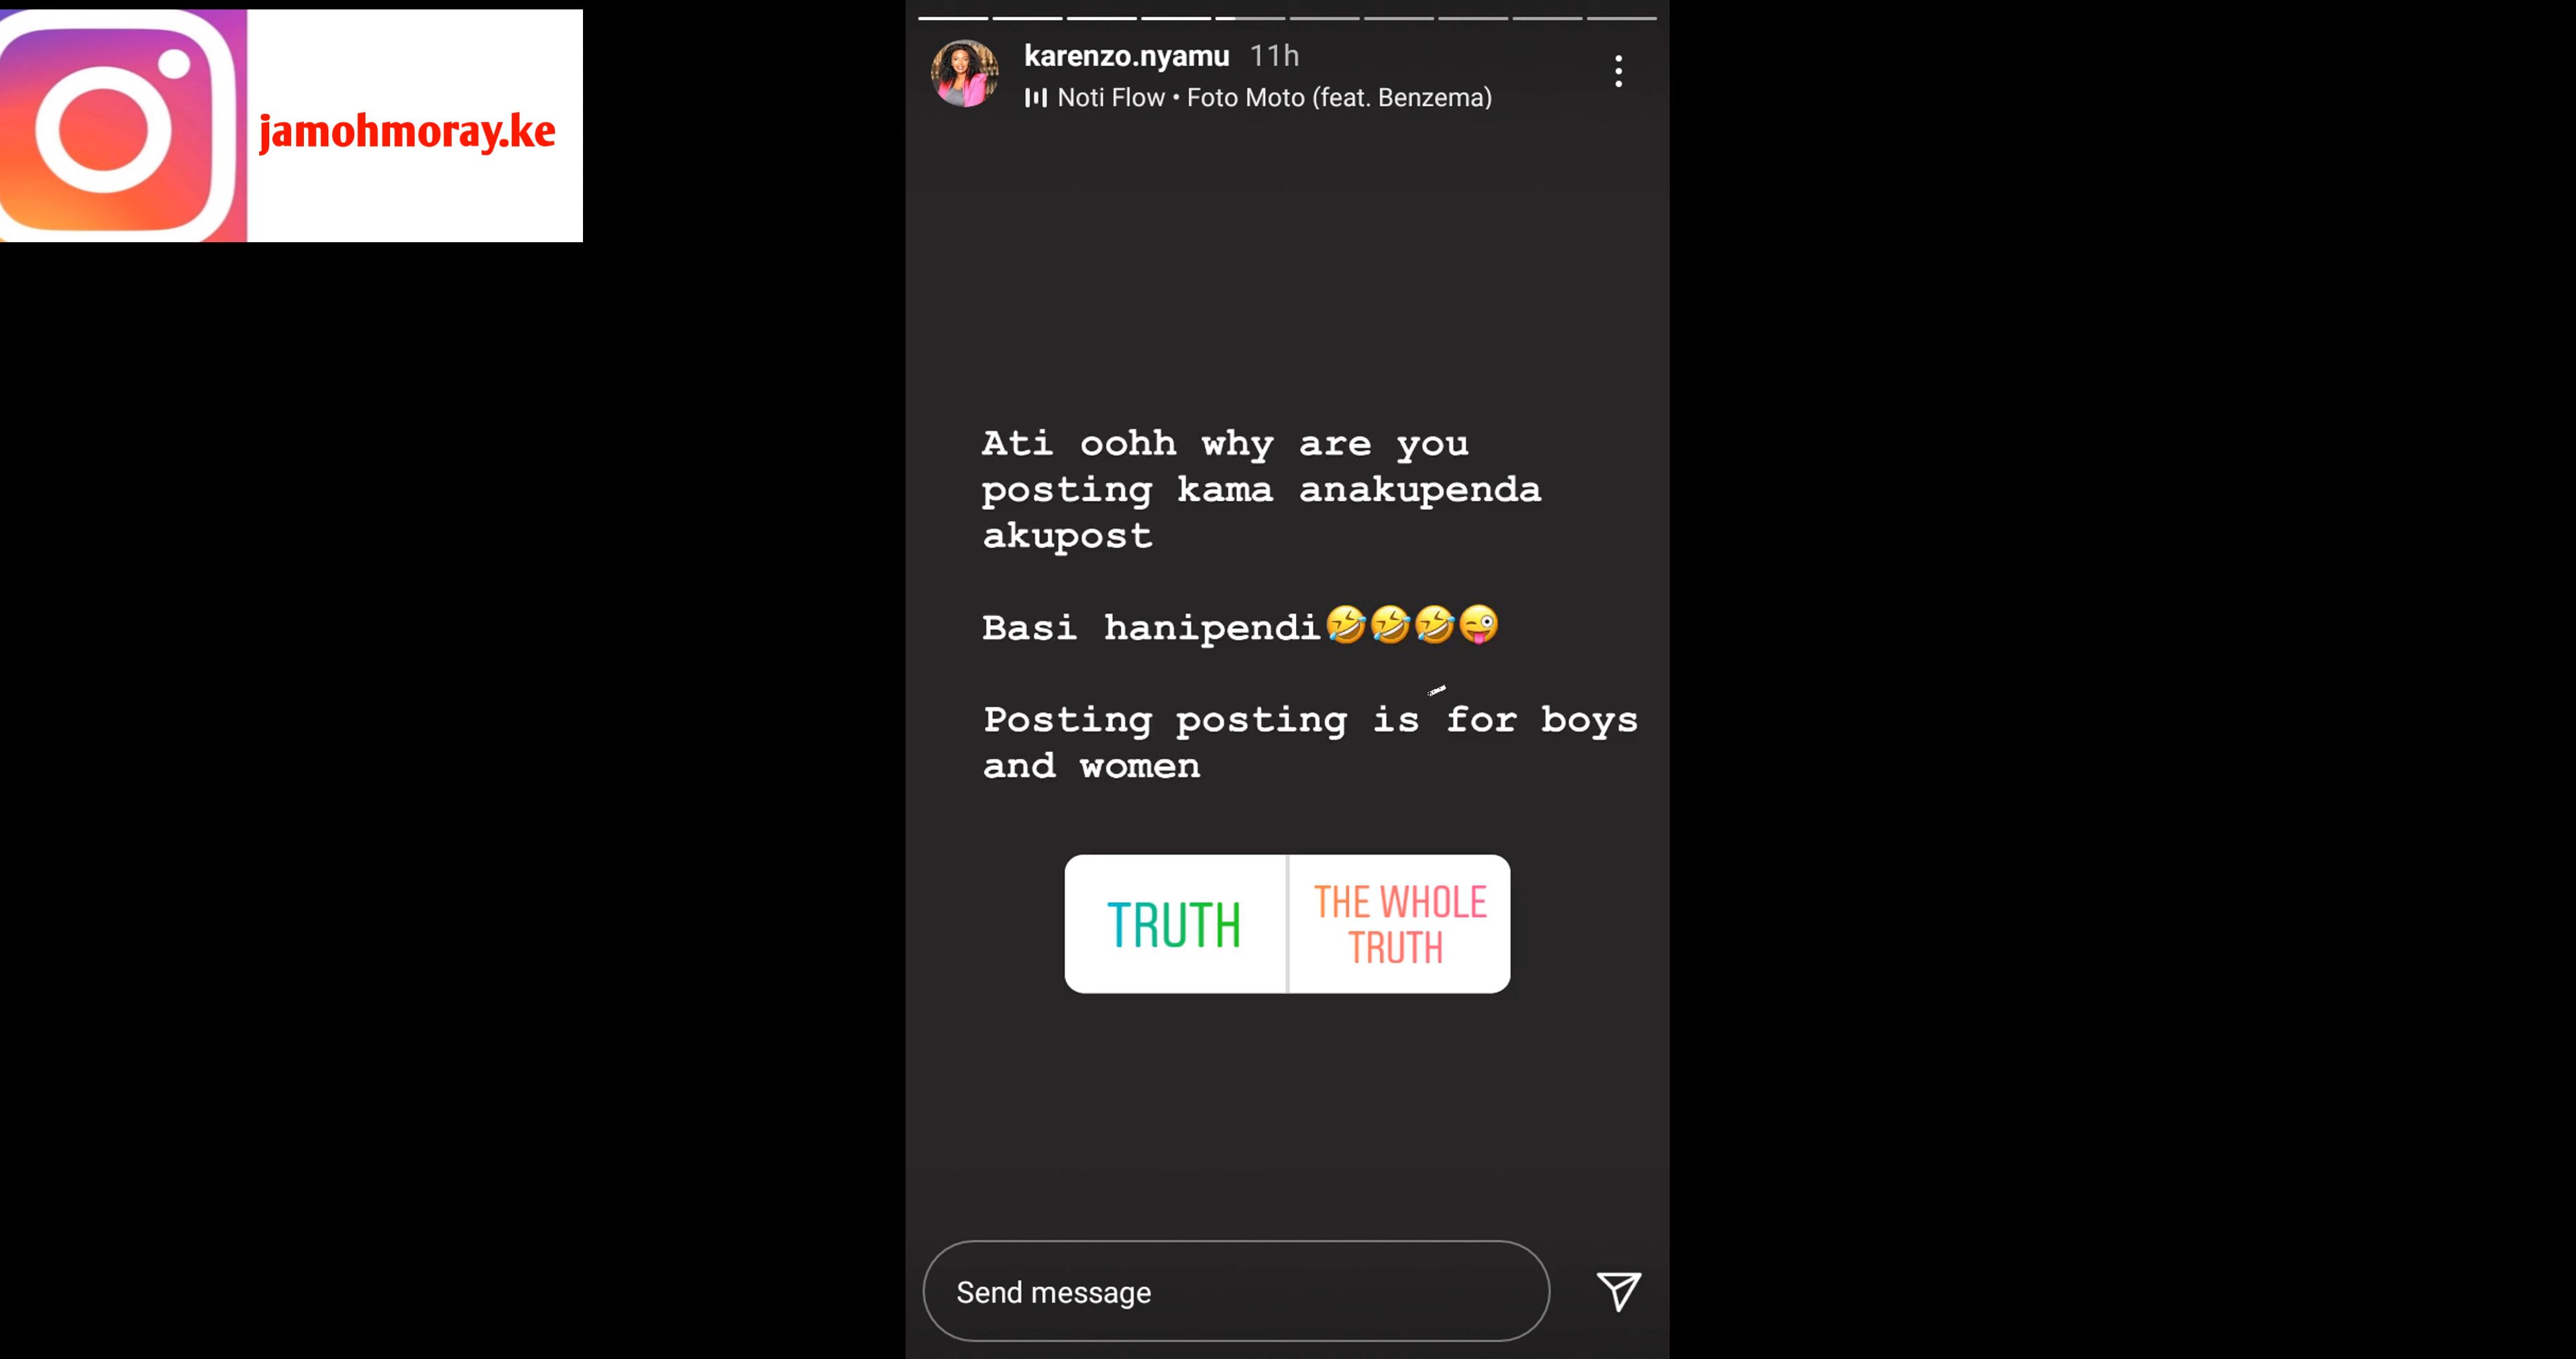 jamohmoray.ke
karenzo.nyamu 11h
Noti Flow • Foto Moto (feat. Benzema)
Ati oohh why are you
posting kama anakupenda
akupost
Basi hanipendi🤣🤣🤣😜
Posting posting is for boys
and women
TRUTH
THE WHOLE
TRUTH
Send message